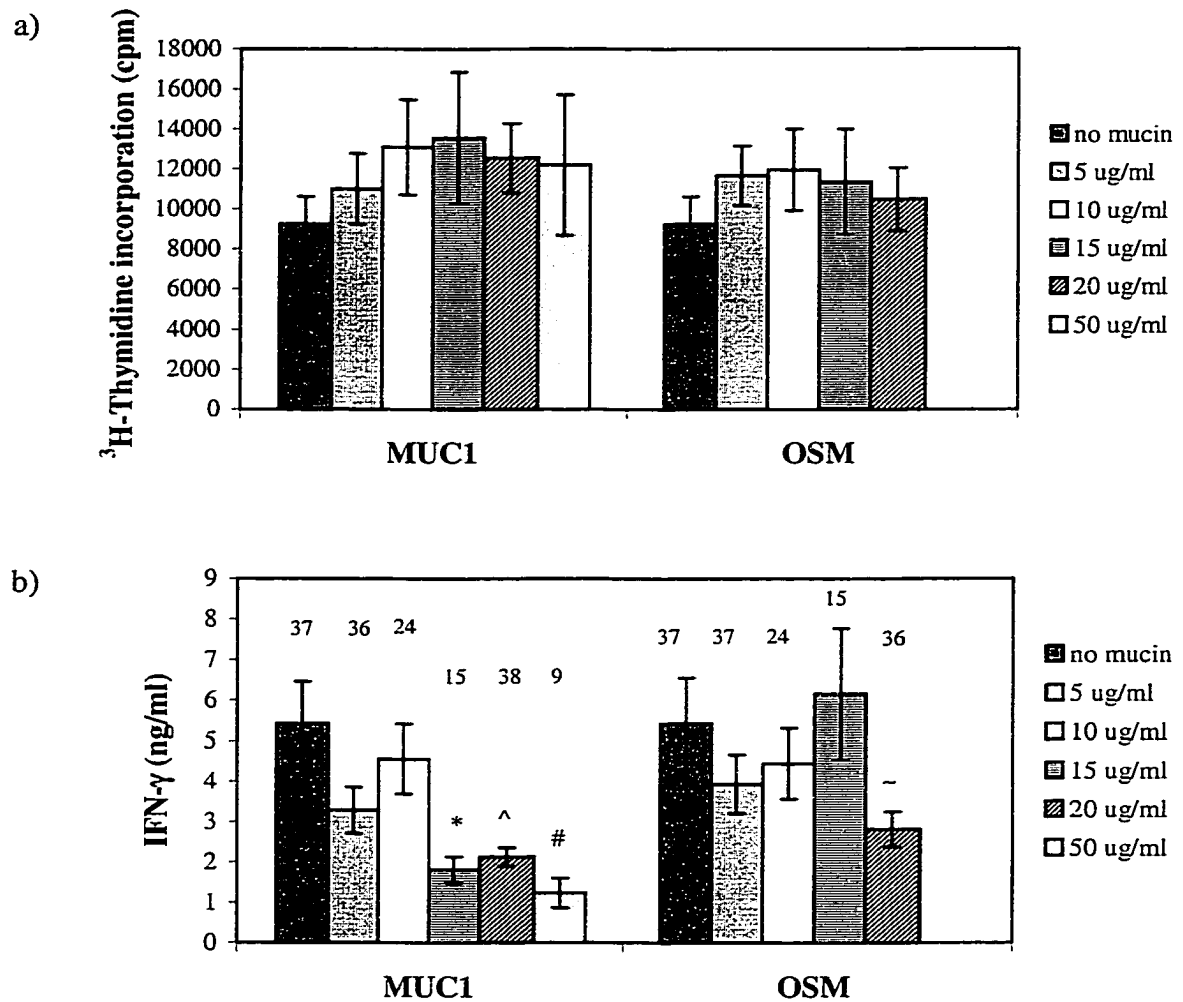 a)
³H-Thymidine incorporation (cpm)
18000
16000
14000
12000
10000
8000
6000
4000
2000
0
MUC1
OSM
no mucin
5 ug/ml
10 ug/ml
15 ug/ml
20 ug/ml
50 ug/ml
b)
IFN-γ (ng/ml)
9
8
7
6
5
4
3
2
1
0
37
36
24
15
38
9
37
37
24
15
36
*
^
#
~
MUC1
OSM
no mucin
5 ug/ml
10 ug/ml
15 ug/ml
20 ug/ml
50 ug/ml